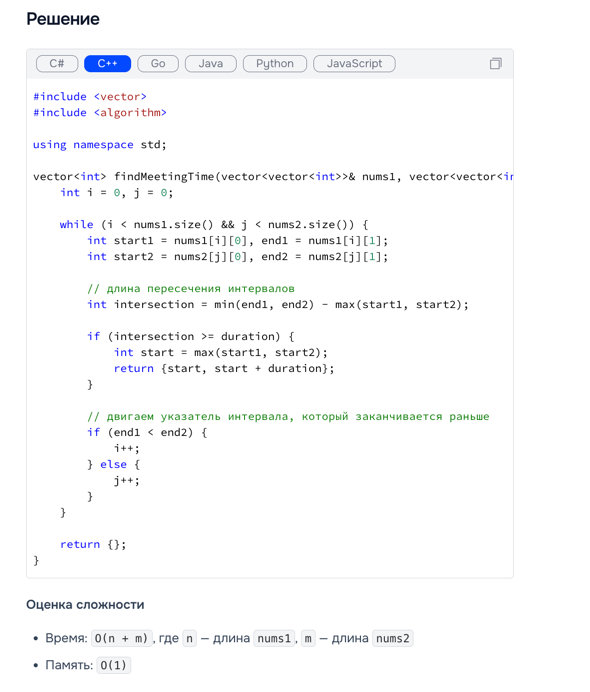 Решение
C# C++ Go Java Python JavaScript
#include <vector>
#include <algorithm>
using namespace std;
vector<int> findMeetingTime(vector<vector<int>>& nums1, vector<vector<in
    int i = 0, j = 0;
    while (i < nums1.size() && j < nums2.size()) {
        int start1 = nums1[i][0], end1 = nums1[i][1];
        int start2 = nums2[j][0], end2 = nums2[j][1];
        // длина пересечения интервалов
        int intersection = min(end1, end2) - max(start1, start2);
        if (intersection >= duration) {
            int start = max(start1, start2);
            return {start, start + duration};
        }
        // двигаем указатель интервала, который заканчивается раньше
        if (end1 < end2) {
            i++;
        } else {
            j++;
        }
    }
    return {};
}
Оценка сложности
• Время: O(n + m), где n — длина nums1, m — длина nums2
• Память: O(1)